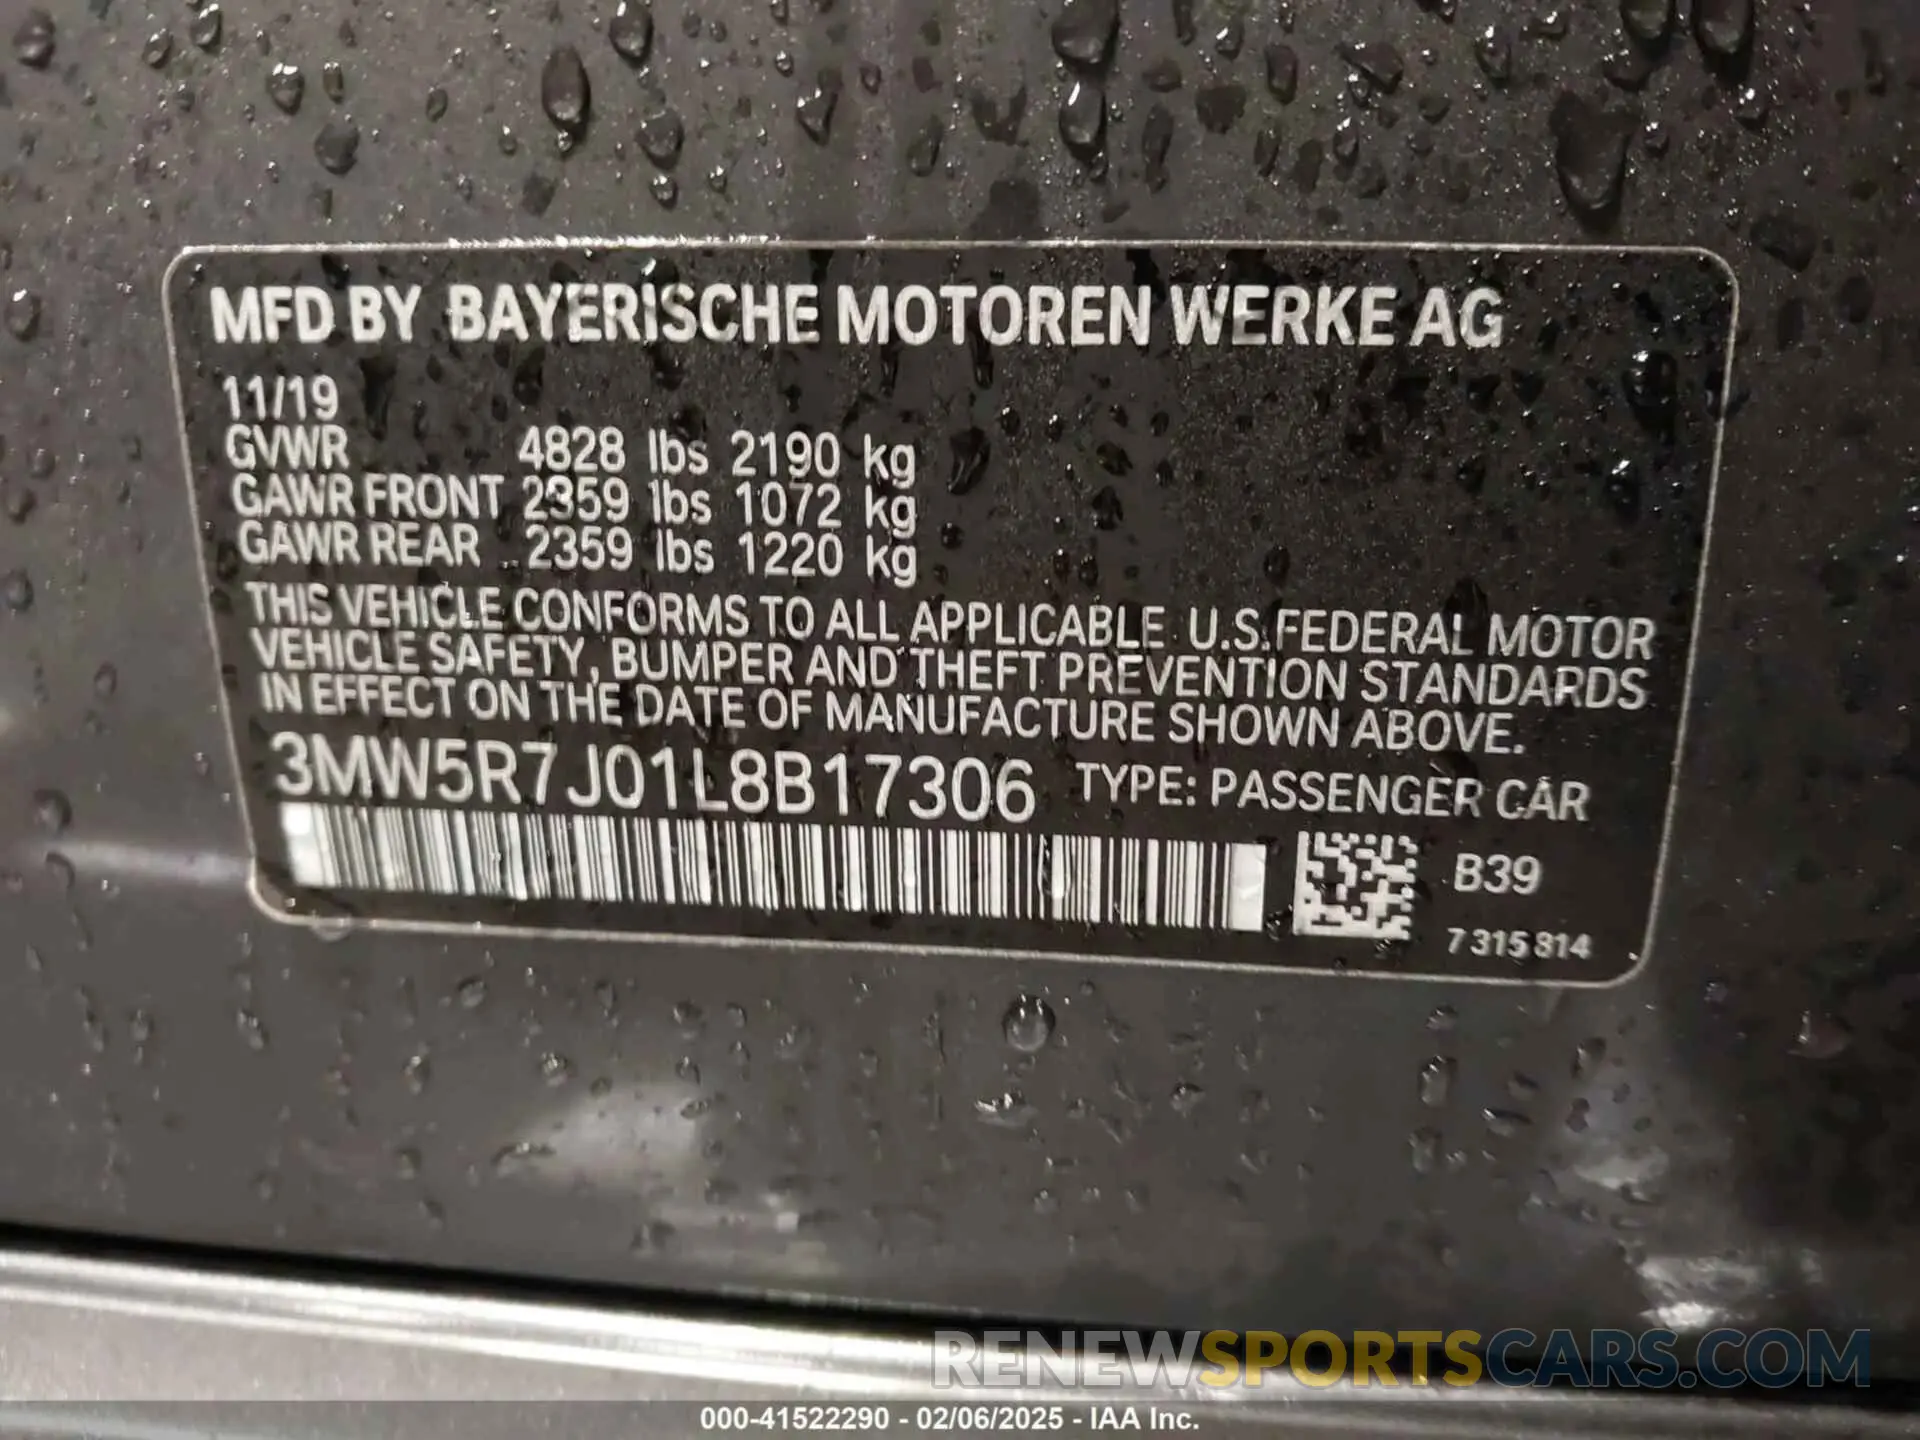 MFD BY BAYERISCHE MOTOREN WERKE AG
11/19
GVWR 4828 lbs 2190 kg
GAWR FRONT 2359 lbs 1072 kg
GAWR REAR 2359 lbs 1220 kg
THIS VEHICLE CONFORMS TO ALL APPLICABLE U.S.FEDERAL MOTOR
VEHICLE SAFETY, BUMPER AND THEFT PREVENTION STANDARDS
IN EFFECT ON THE DATE OF MANUFACTURE SHOWN ABOVE.
3MW5R7J01L8B17306 TYPE: PASSENGER CAR
B39
7 315 814
RENEWSPORTSCARS.COM
000-41522290 - 02/06/2025 - IAA Inc.